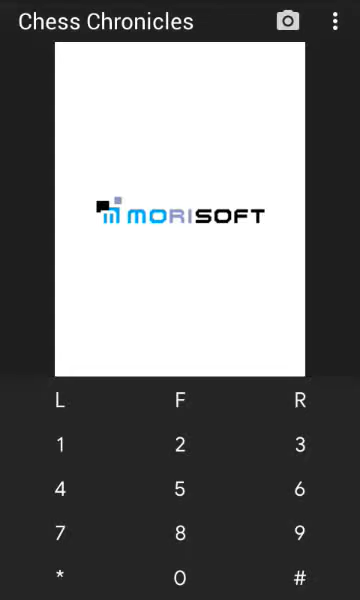 Chess Chronicles
MORISOFT
L F R
1 2 3
4 5 6
7 8 9
* 0 #